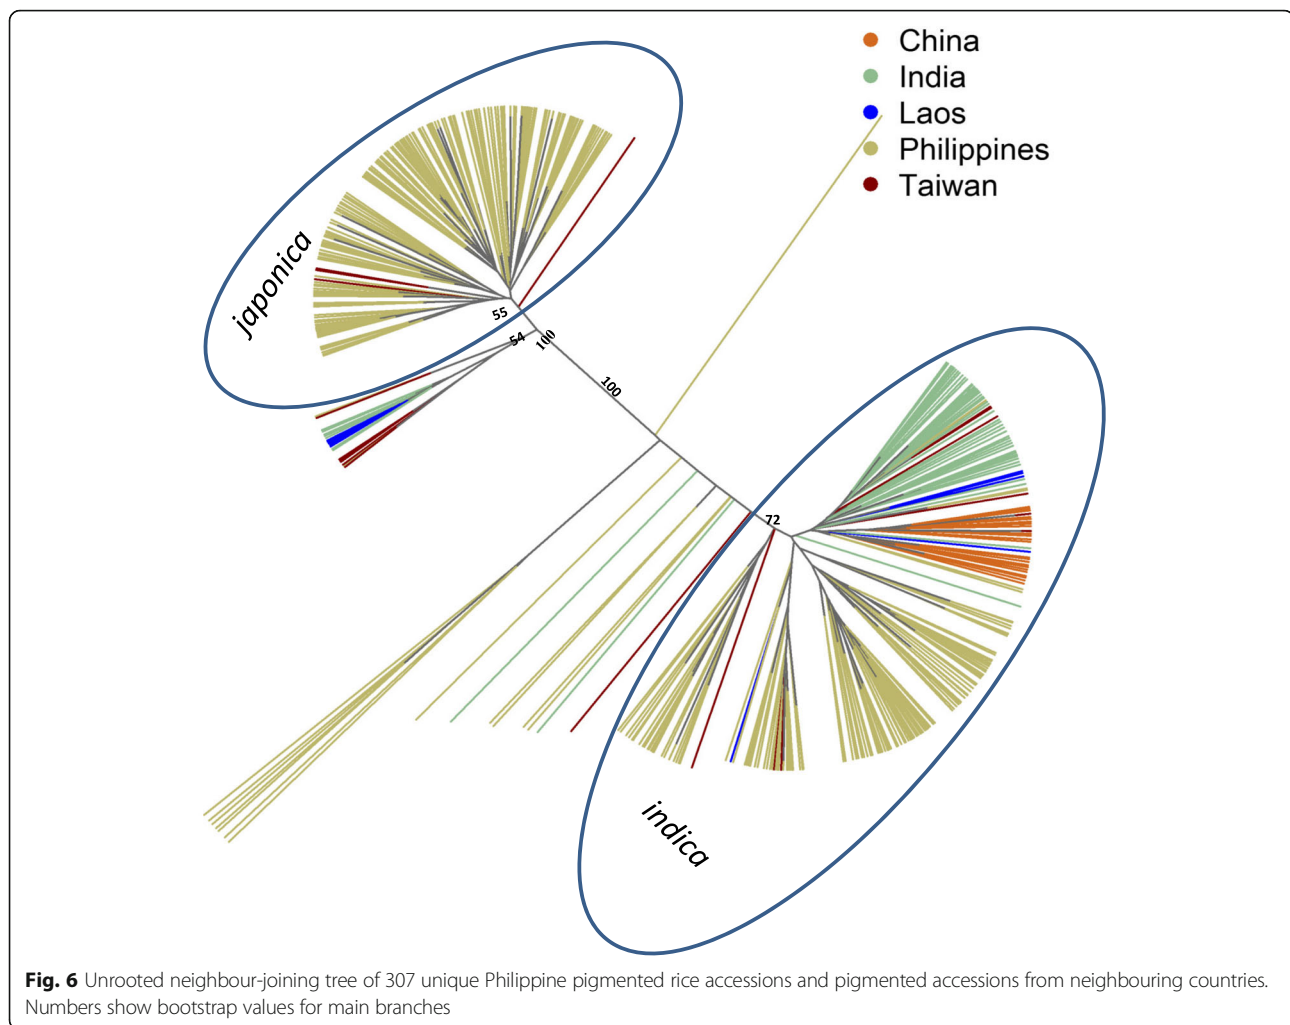 China
India
Laos
Philippines
Taiwan
japonica
55
54
100
100
72
indica
Fig. 6 Unrooted neighbour-joining tree of 307 unique Philippine pigmented rice accessions and pigmented accessions from neighbouring countries.
Numbers show bootstrap values for main branches